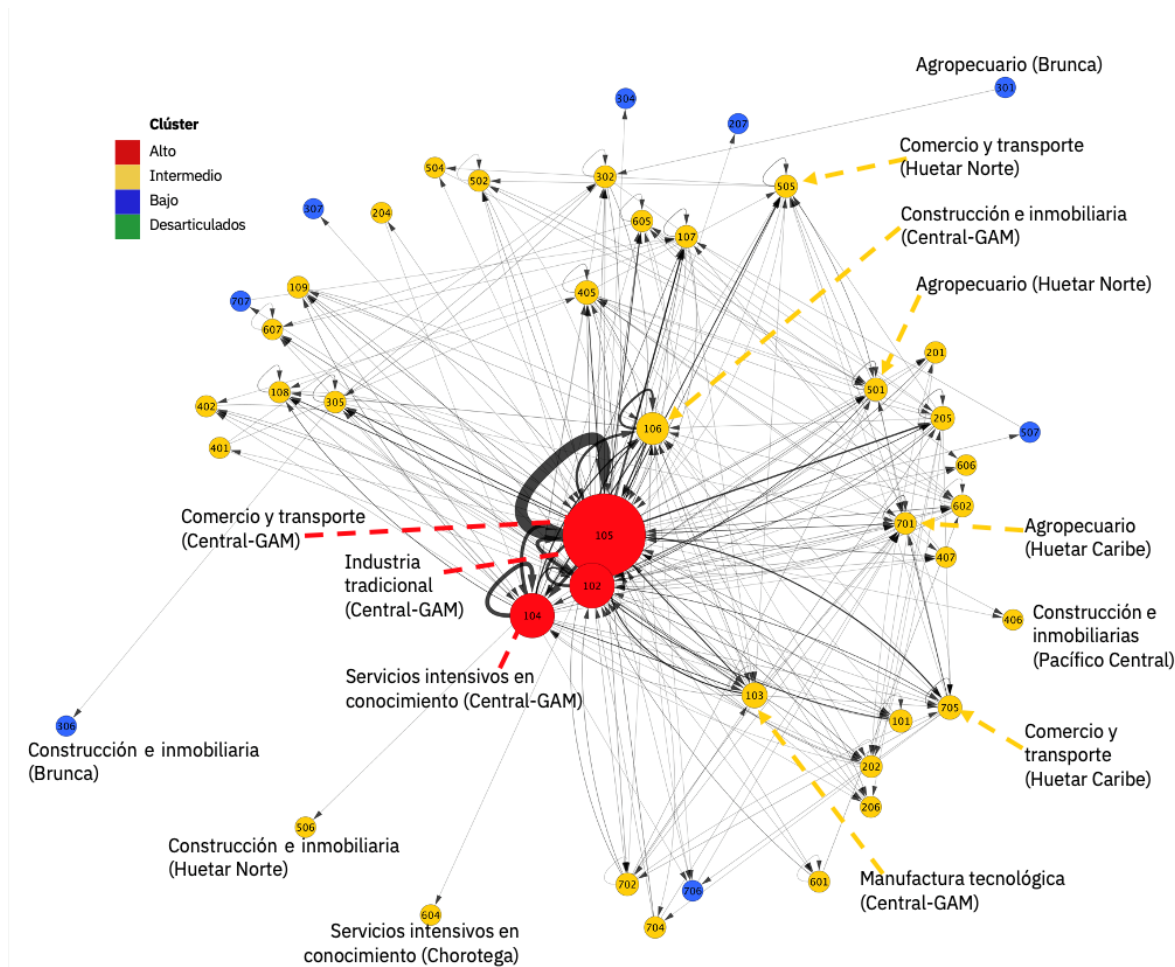 Agropecuario (Brunca)
301
304
207
Clúster
Alto
Intermedio
Bajo
Desarticulados
Comercio y transporte
(Huetar Norte)
504
502
302
505
307
204
605
107
Construcción e inmobiliaria
(Central-GAM)
Agropecuario (Huetar Norte)
707
109
405
607
201
108
305
501
402
205
401
106
507
606
602
Comercio y transporte
(Central-GAM)
105
701
Agropecuario
(Huetar Caribe)
Industria
tradicional
(Central-GAM)
407
102
104
406
Construcción e
inmobiliarias
(Pacífico Central)
Servicios intensivos en
conocimiento (Central-GAM)
103
705
101
306
Construcción e inmobiliaria
(Brunca)
Comercio y
transporte
(Huetar Caribe)
202
206
506
Construcción e inmobiliaria
(Huetar Norte)
702
706
601
Manufactura tecnológica
(Central-GAM)
604
704
Servicios intensivos en
conocimiento (Chorotega)